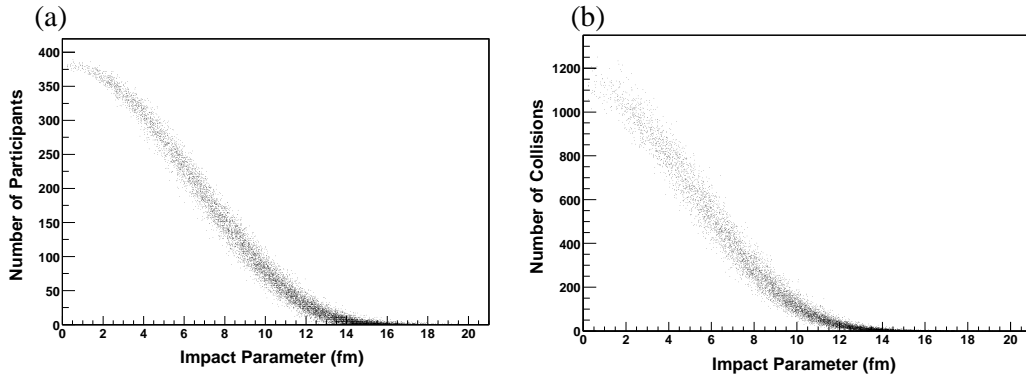 (a)
Number of Participants
400
350
300
250
200
150
100
50
0
0 2 4 6 8 10 12 14 16 18 20
Impact Parameter (fm)
(b)
Number of Collisions
1200
1000
800
600
400
200
0
0 2 4 6 8 10 12 14 16 18 20
Impact Parameter (fm)